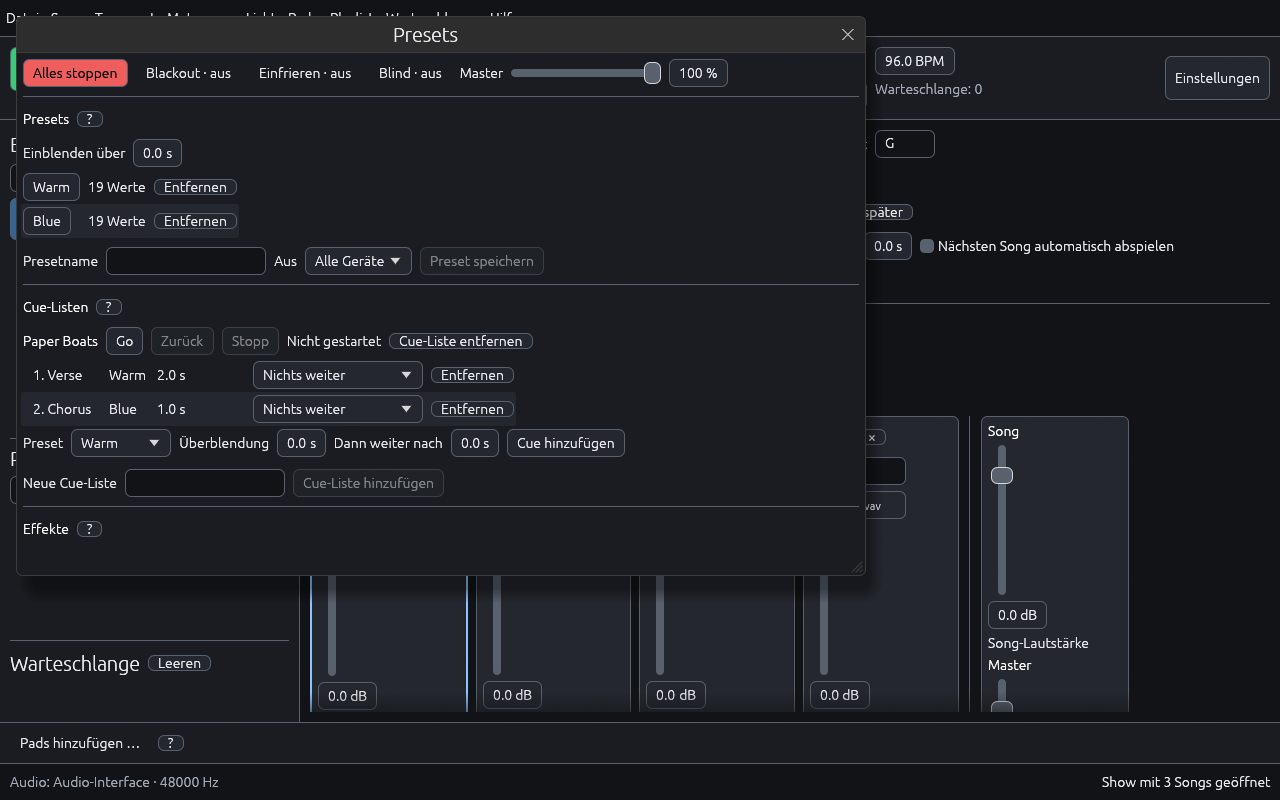 Presets
Alles stoppen Blackout · aus Einfrieren · aus Blind · aus Master 100 %
96.0 BPM
Warteschlange: 0
Einstellungen
Presets ?
Einblenden über 0.0 s
Warm 19 Werte Entfernen
Blue 19 Werte Entfernen
Presetname Aus Alle Geräte Preset speichern
G
später
0.0 s Nächsten Song automatisch abspielen
Cue-Listen ?
Paper Boats Go Zurück Stopp Nicht gestartet Cue-Liste entfernen
1. Verse Warm 2.0 s Nichts weiter Entfernen
2. Chorus Blue 1.0 s Nichts weiter Entfernen
Preset Warm Überblendung 0.0 s Dann weiter nach 0.0 s Cue hinzufügen
Neue Cue-Liste Cue-Liste hinzufügen
Effekte ?
×
wav
Song
0.0 dB
Song-Lautstärke
Master
Warteschlange Leeren
0.0 dB 0.0 dB 0.0 dB 0.0 dB
Pads hinzufügen … ?
Audio: Audio-Interface · 48000 Hz
Show mit 3 Songs geöffnet